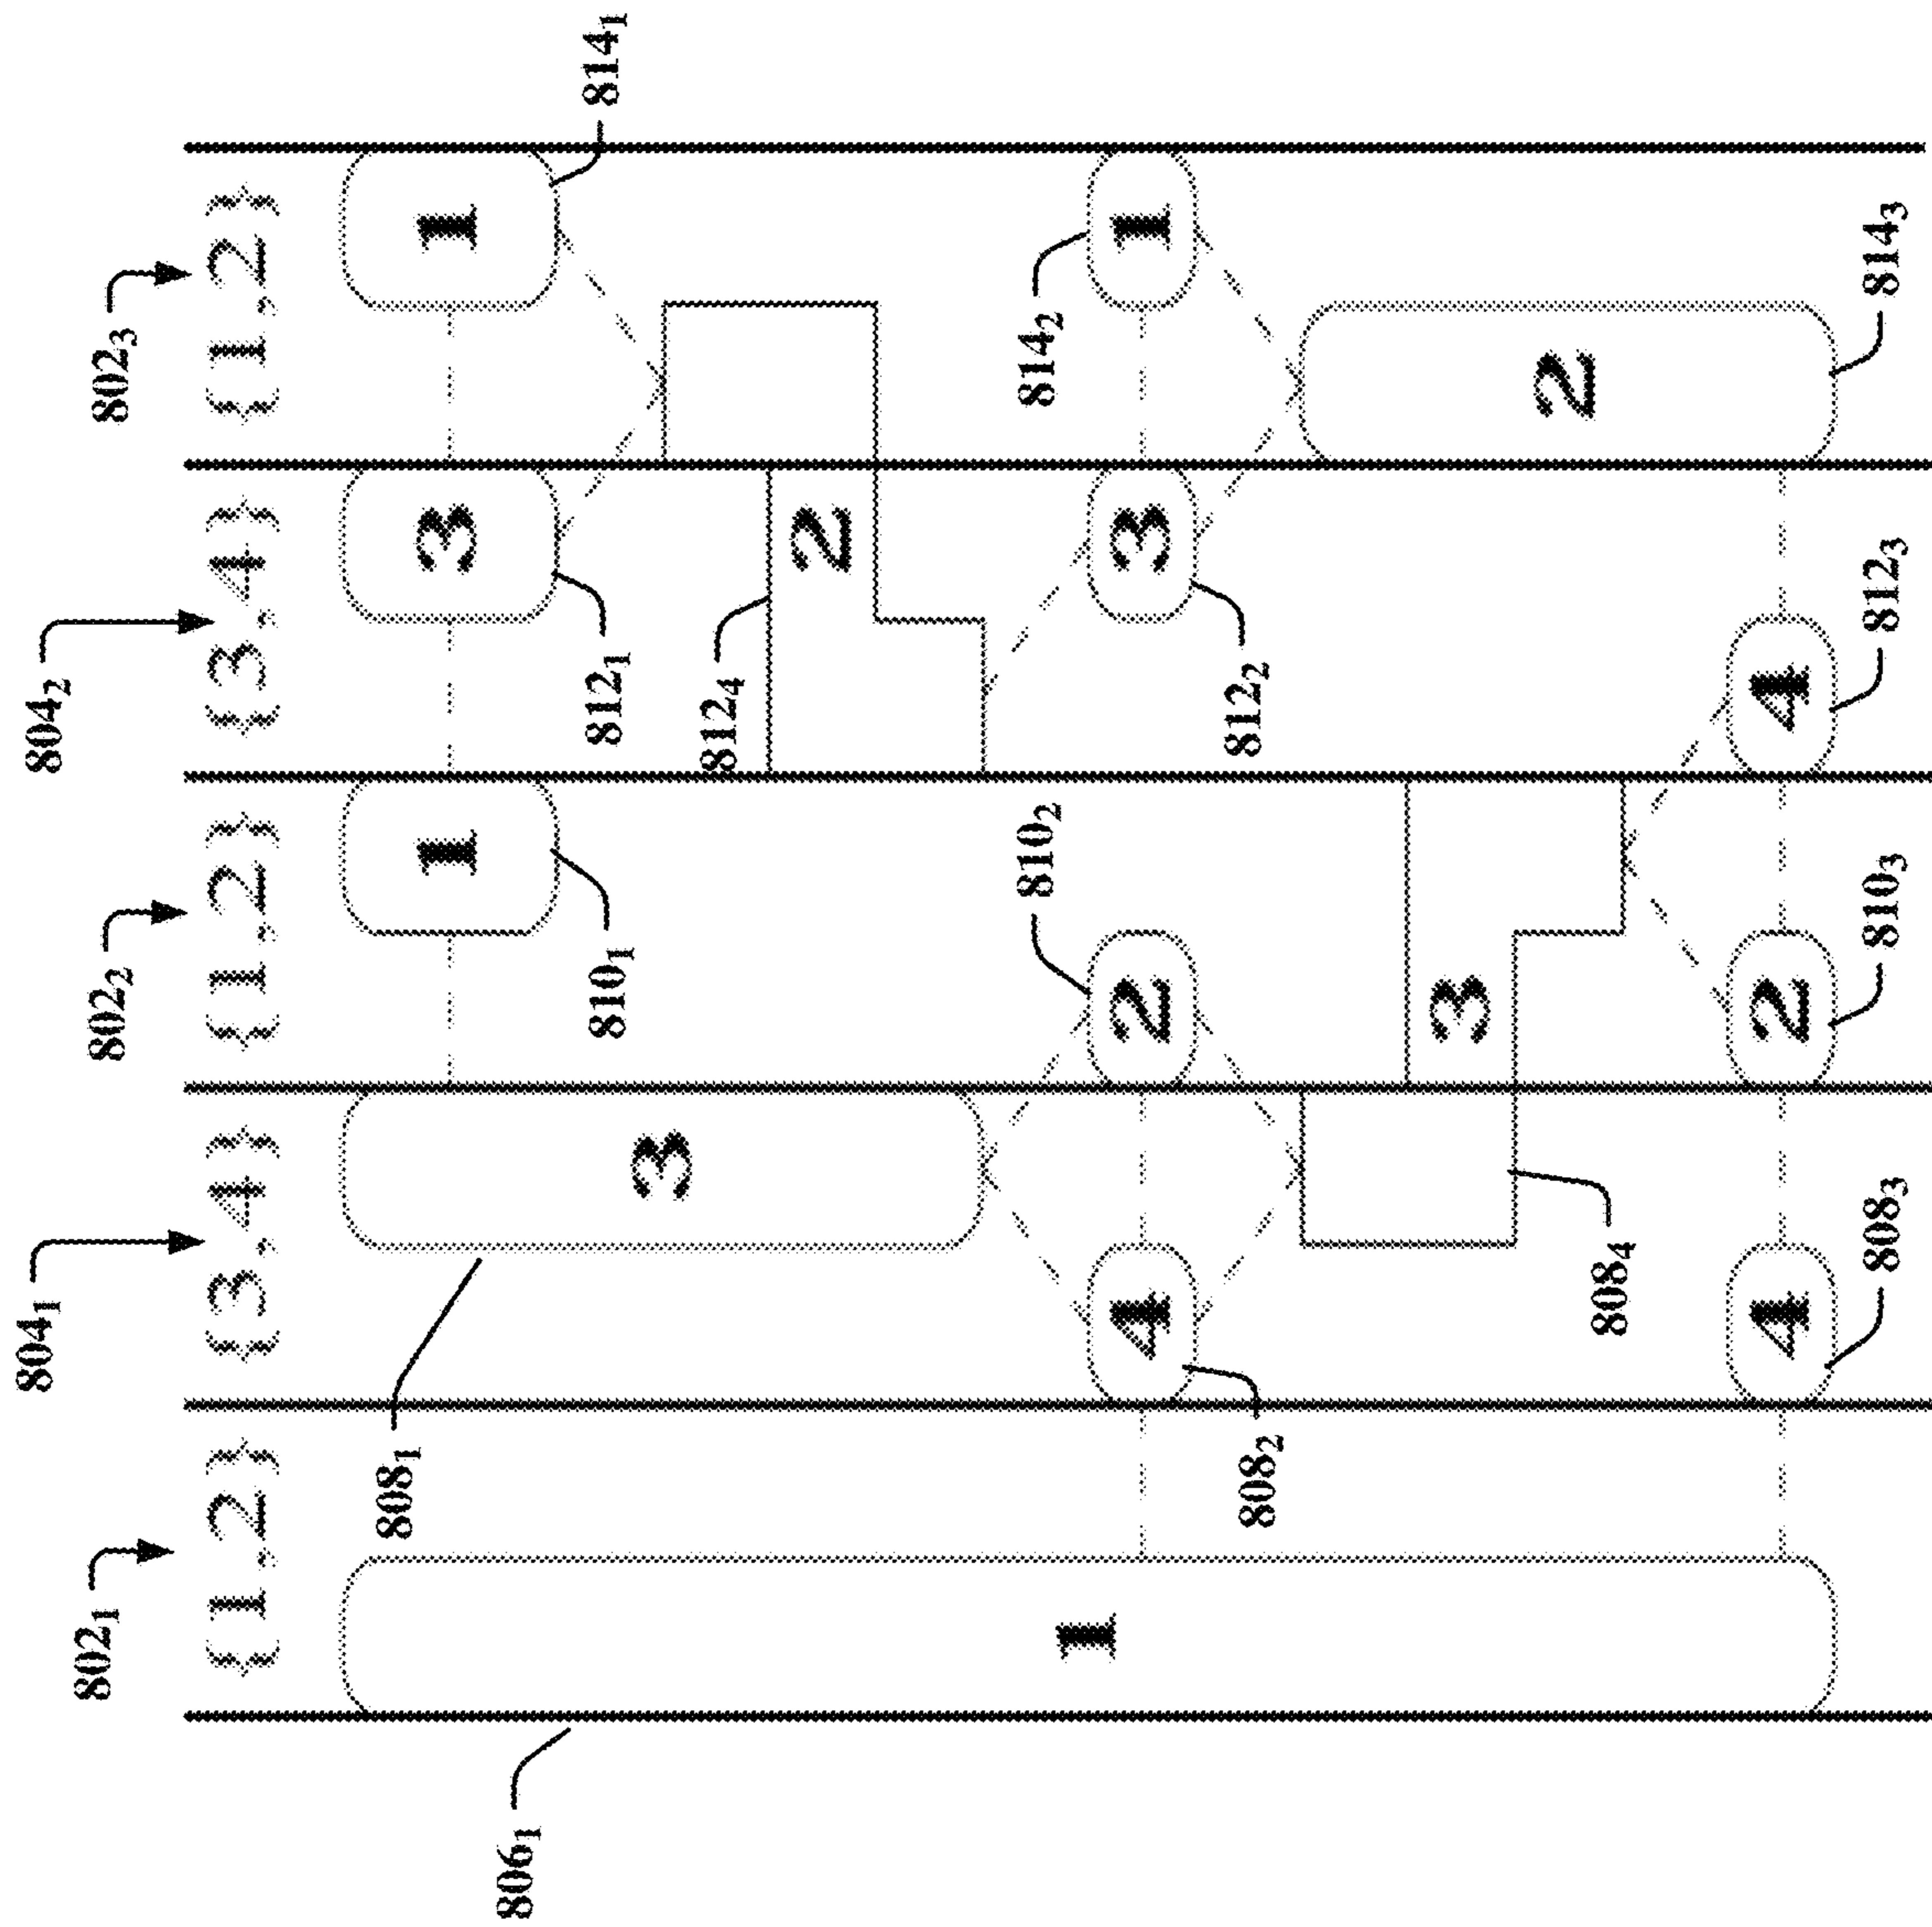 804₁ 804₂
802₁ 802₂ 802₃
{1,2} {3,4} {1,2} {3,4} {1,2}
808₁
1 3 1
806₁
810₁ 812₁ 814₁
3
812₄
2
810₂ 814₂
1
4 2 3 1
808₂ 812₂
3
2
808₄
4 2 4
808₃ 810₃ 812₃ 814₃